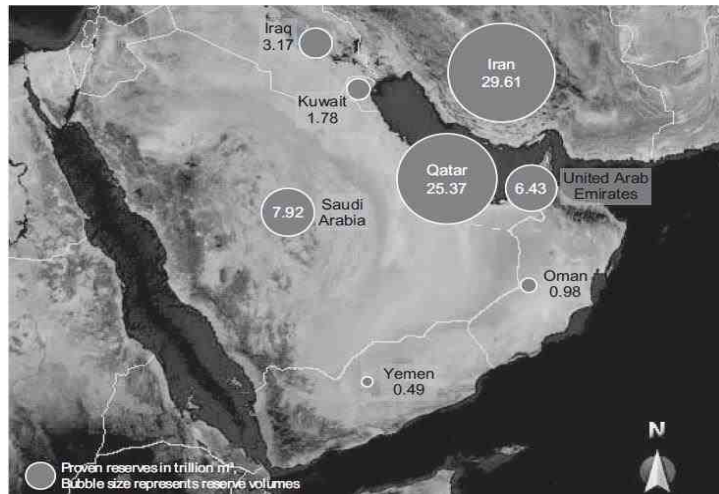 Iraq
3.17
Iran
29.61
Kuwait
1.78
Qatar
25.37
6.43
United Arab
Emirates
7.92
Saudi
Arabia
Oman
0.98
Yemen
0.49
N
Proven reserves in trillion m³.
Bubble size represents reserve volumes